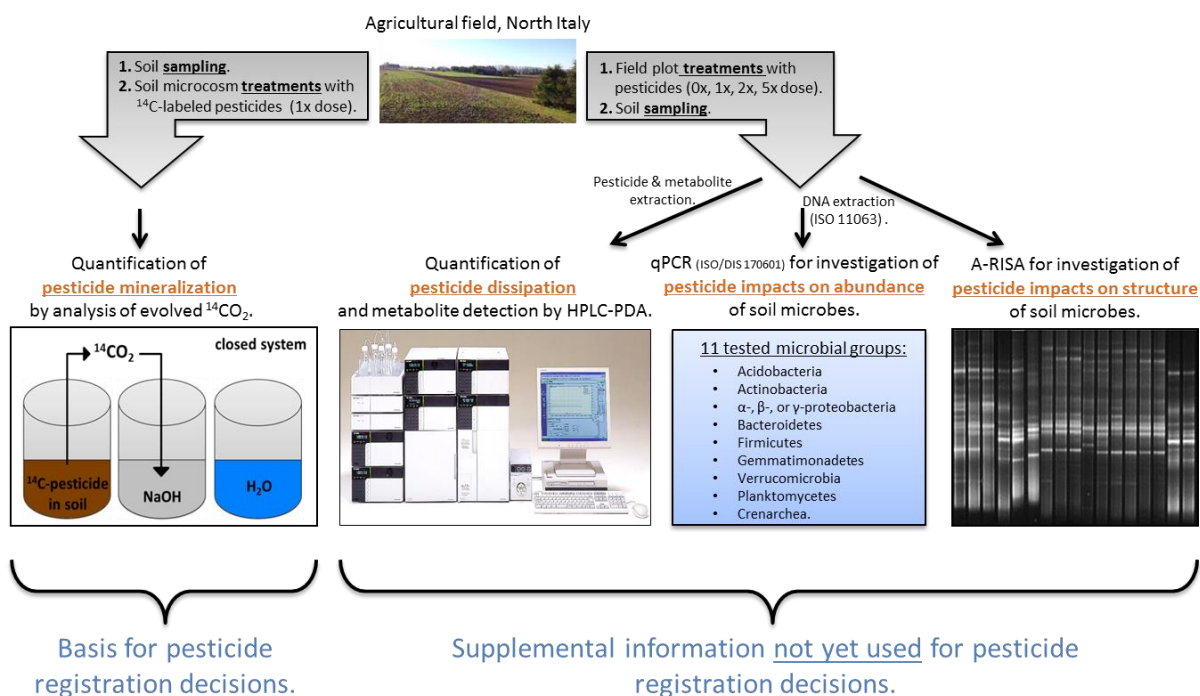 Agricultural field, North Italy
1. Soil sampling.
2. Soil microcosm treatments with
¹⁴C-labeled pesticides (1x dose).
1. Field plot treatments with
pesticides (0x, 1x, 2x, 5x dose).
2. Soil sampling.
Pesticide & metabolite
extraction.
DNA extraction
(ISO 11063) .
Quantification of
pesticide mineralization
by analysis of evolved ¹⁴CO₂.
Quantification of
pesticide dissipation
and metabolite detection by HPLC-PDA.
qPCR (ISO/DIS 170601) for investigation of
pesticide impacts on abundance
of soil microbes.
A-RISA for investigation of
pesticide impacts on structure
of soil microbes.
¹⁴CO₂
closed system
¹⁴C-pesticide
in soil
NaOH
H₂O
11 tested microbial groups:
• Acidobacteria
• Actinobacteria
• α-, β-, or γ-proteobacteria
• Bacteroidetes
• Firmicutes
• Gemmatimonadetes
• Verrucomicrobia
• Planktomycetes
• Crenarchea.
Basis for pesticide
registration decisions.
Supplemental information not yet used for pesticide
registration decisions.